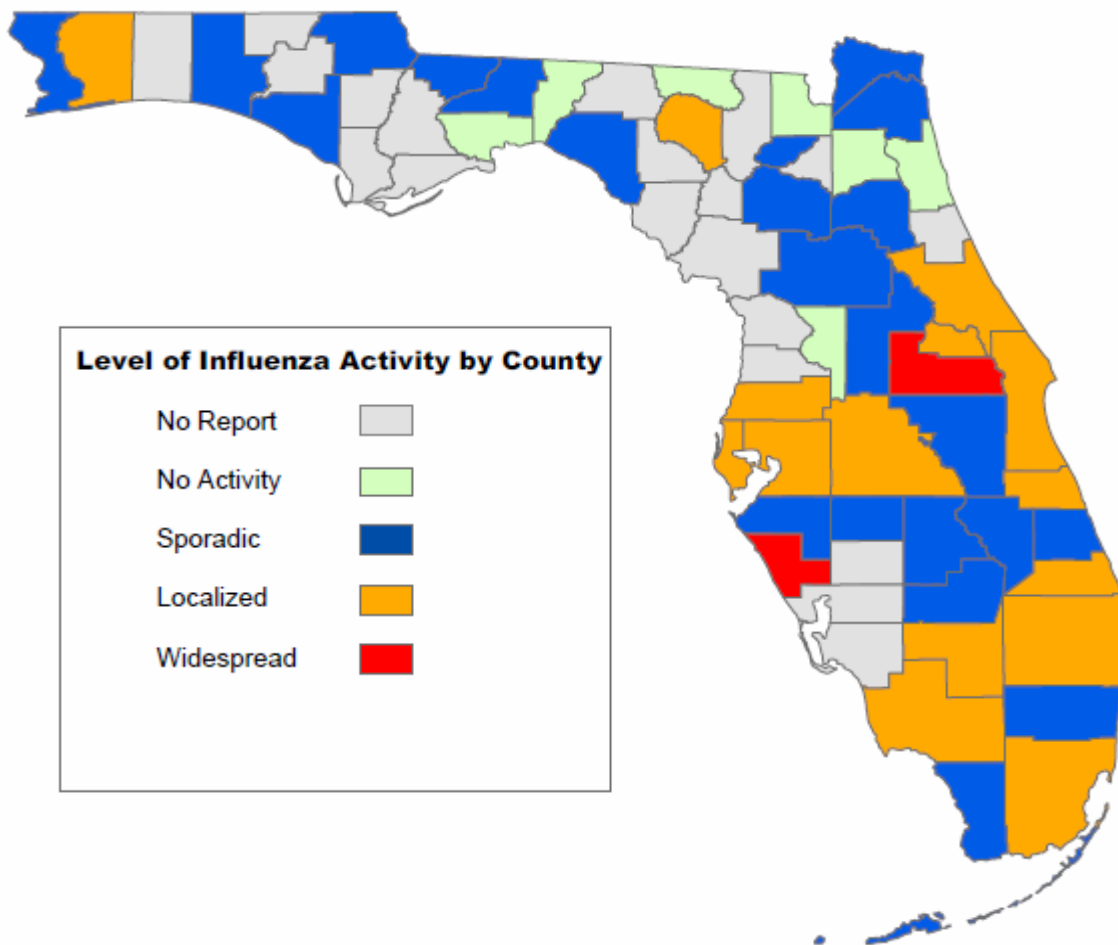 Level of Influenza Activity by County
No Report
No Activity
Sporadic
Localized
Widespread